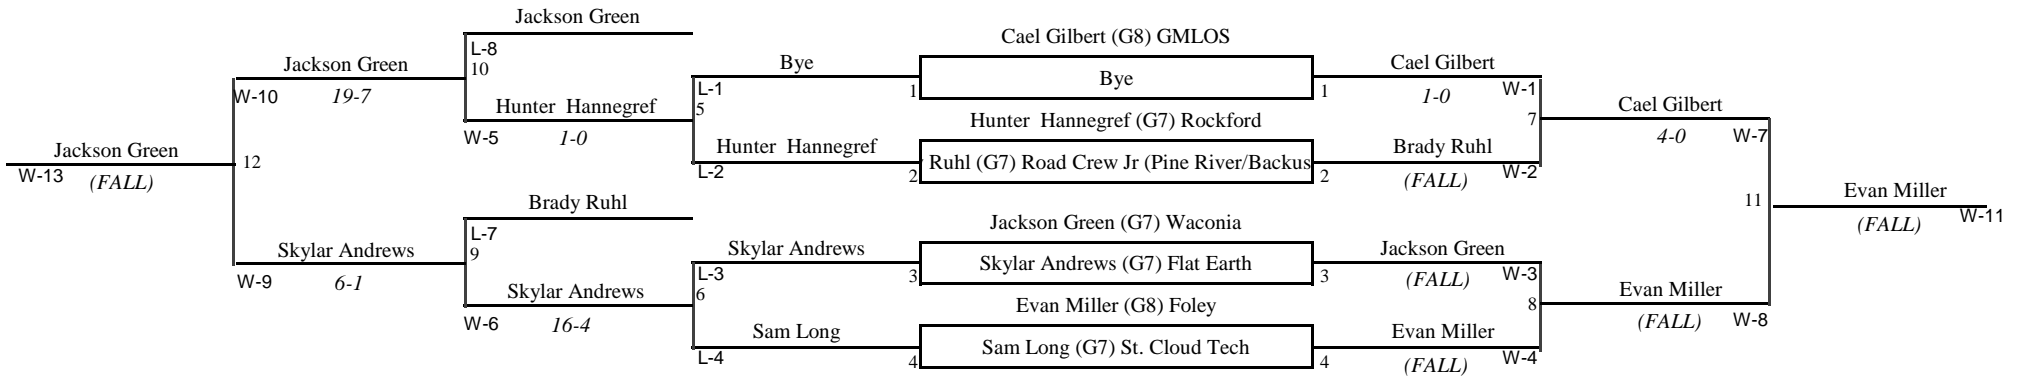 Jackson Green
Cael Gilbert (G8) GMLOS
L-8
Jackson Green
10
Bye
Bye
Cael Gilbert
W-10
19-7
L-1
1
1
1-0
W-1
Hunter Hannegref
5
7
Cael Gilbert
W-5
1-0
Hunter Hannegref (G7) Rockford
4-0
W-7
Jackson Green
12
Hunter Hannegref
Ruhl (G7) Road Crew Jr (Pine River/Backus
Brady Ruhl
W-13
(FALL)
L-2
2
2
(FALL)
W-2
Brady Ruhl
11
Evan Miller
L-7
Jackson Green (G7) Waconia
(FALL)
W-11
Skylar Andrews
9
Skylar Andrews
Skylar Andrews (G7) Flat Earth
Jackson Green
W-9
6-1
L-3
3
3
(FALL)
W-3
Skylar Andrews
6
8
Evan Miller
W-6
16-4
Evan Miller (G8) Foley
(FALL)
W-8
Sam Long
Sam Long (G7) St. Cloud Tech
Evan Miller
L-4
4
4
(FALL)
W-4